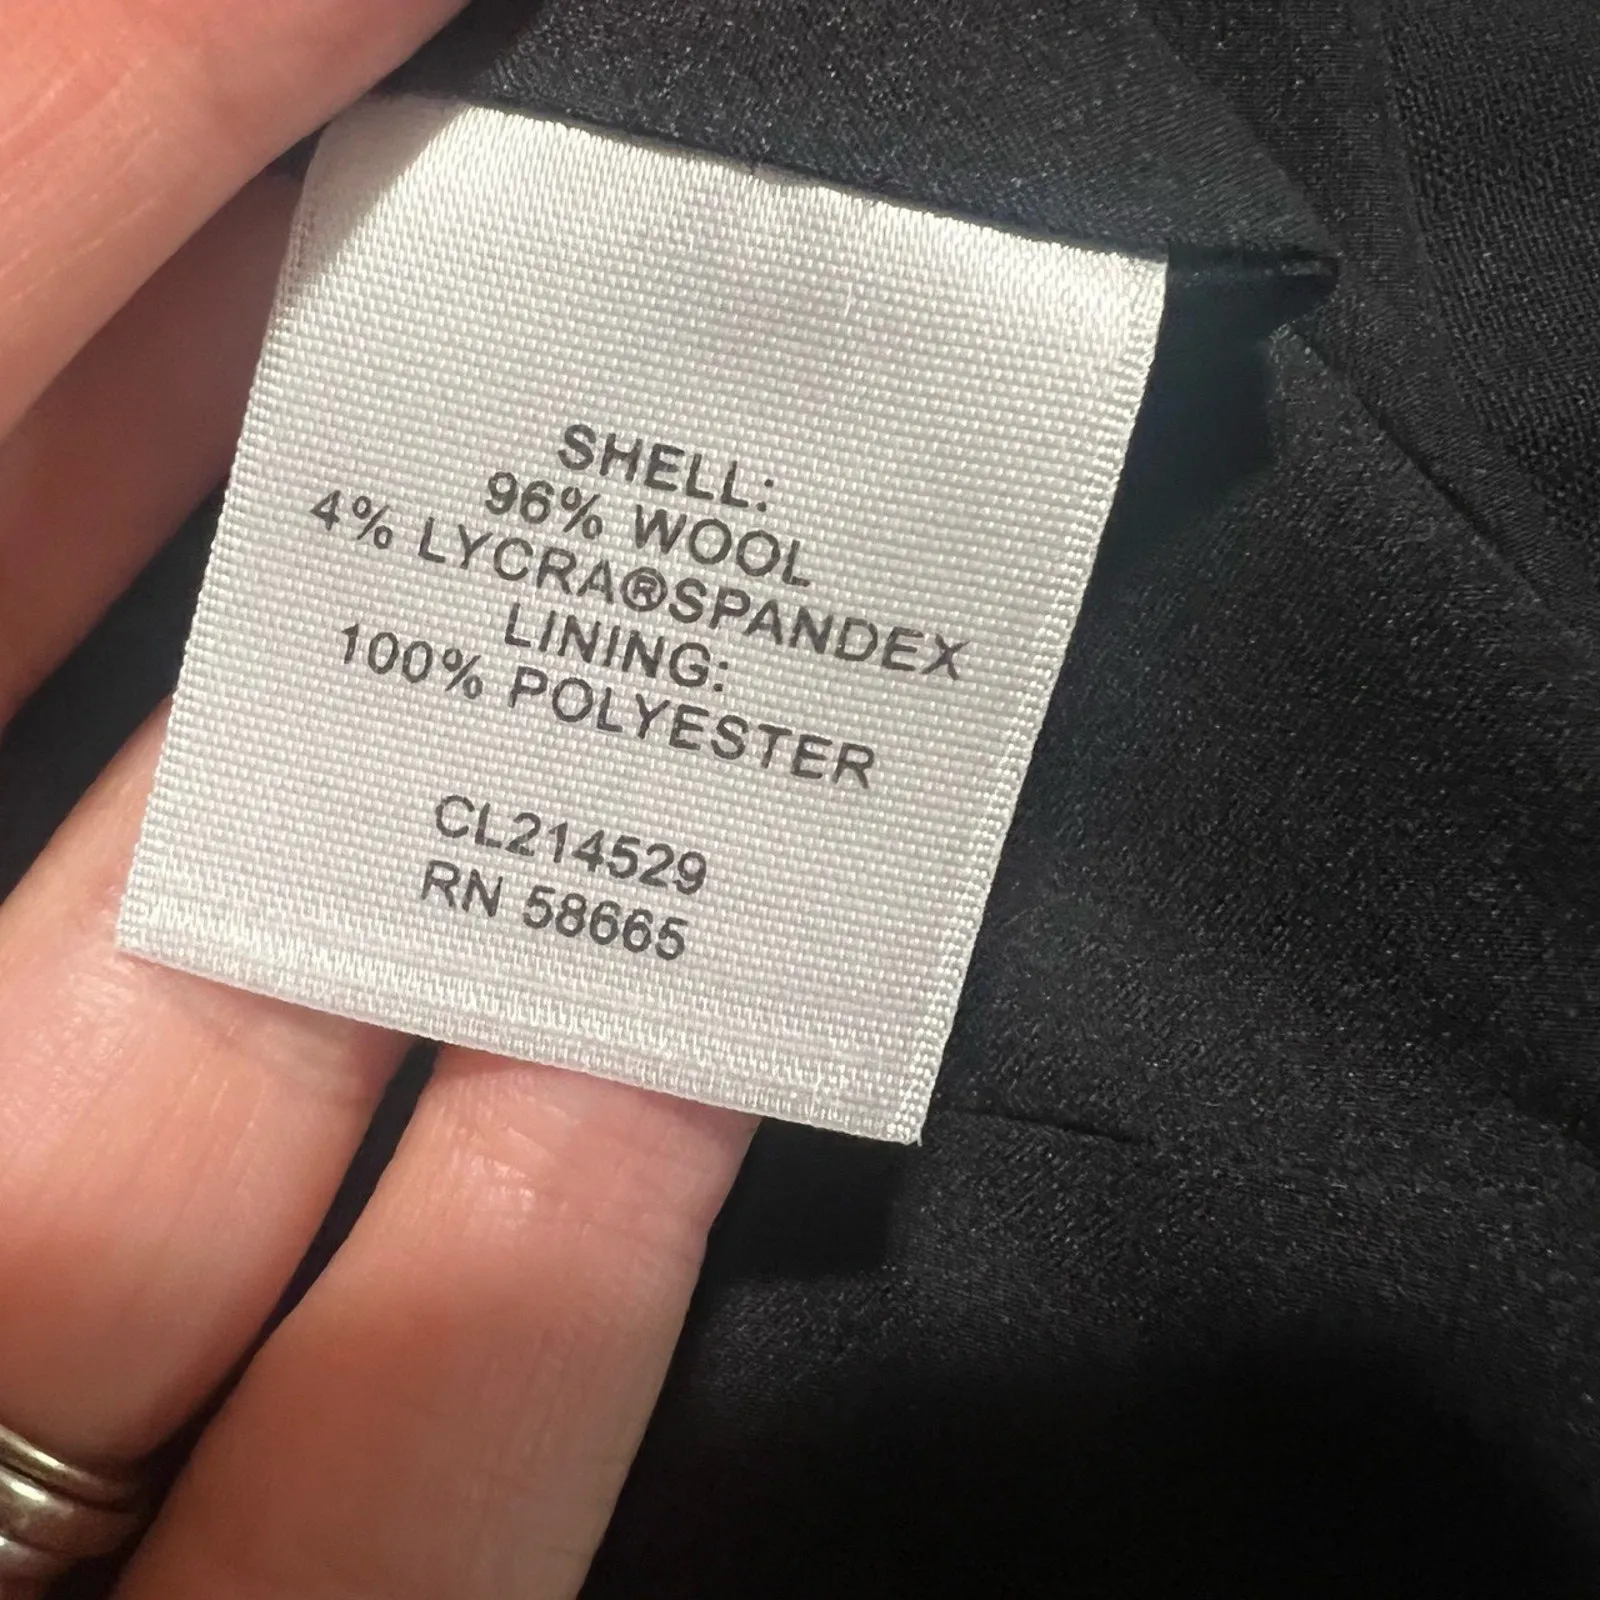 SHELL:
96% WOOL
4% LYCRA®SPANDEX
LINING:
100% POLYESTER
CL214529
RN 58665